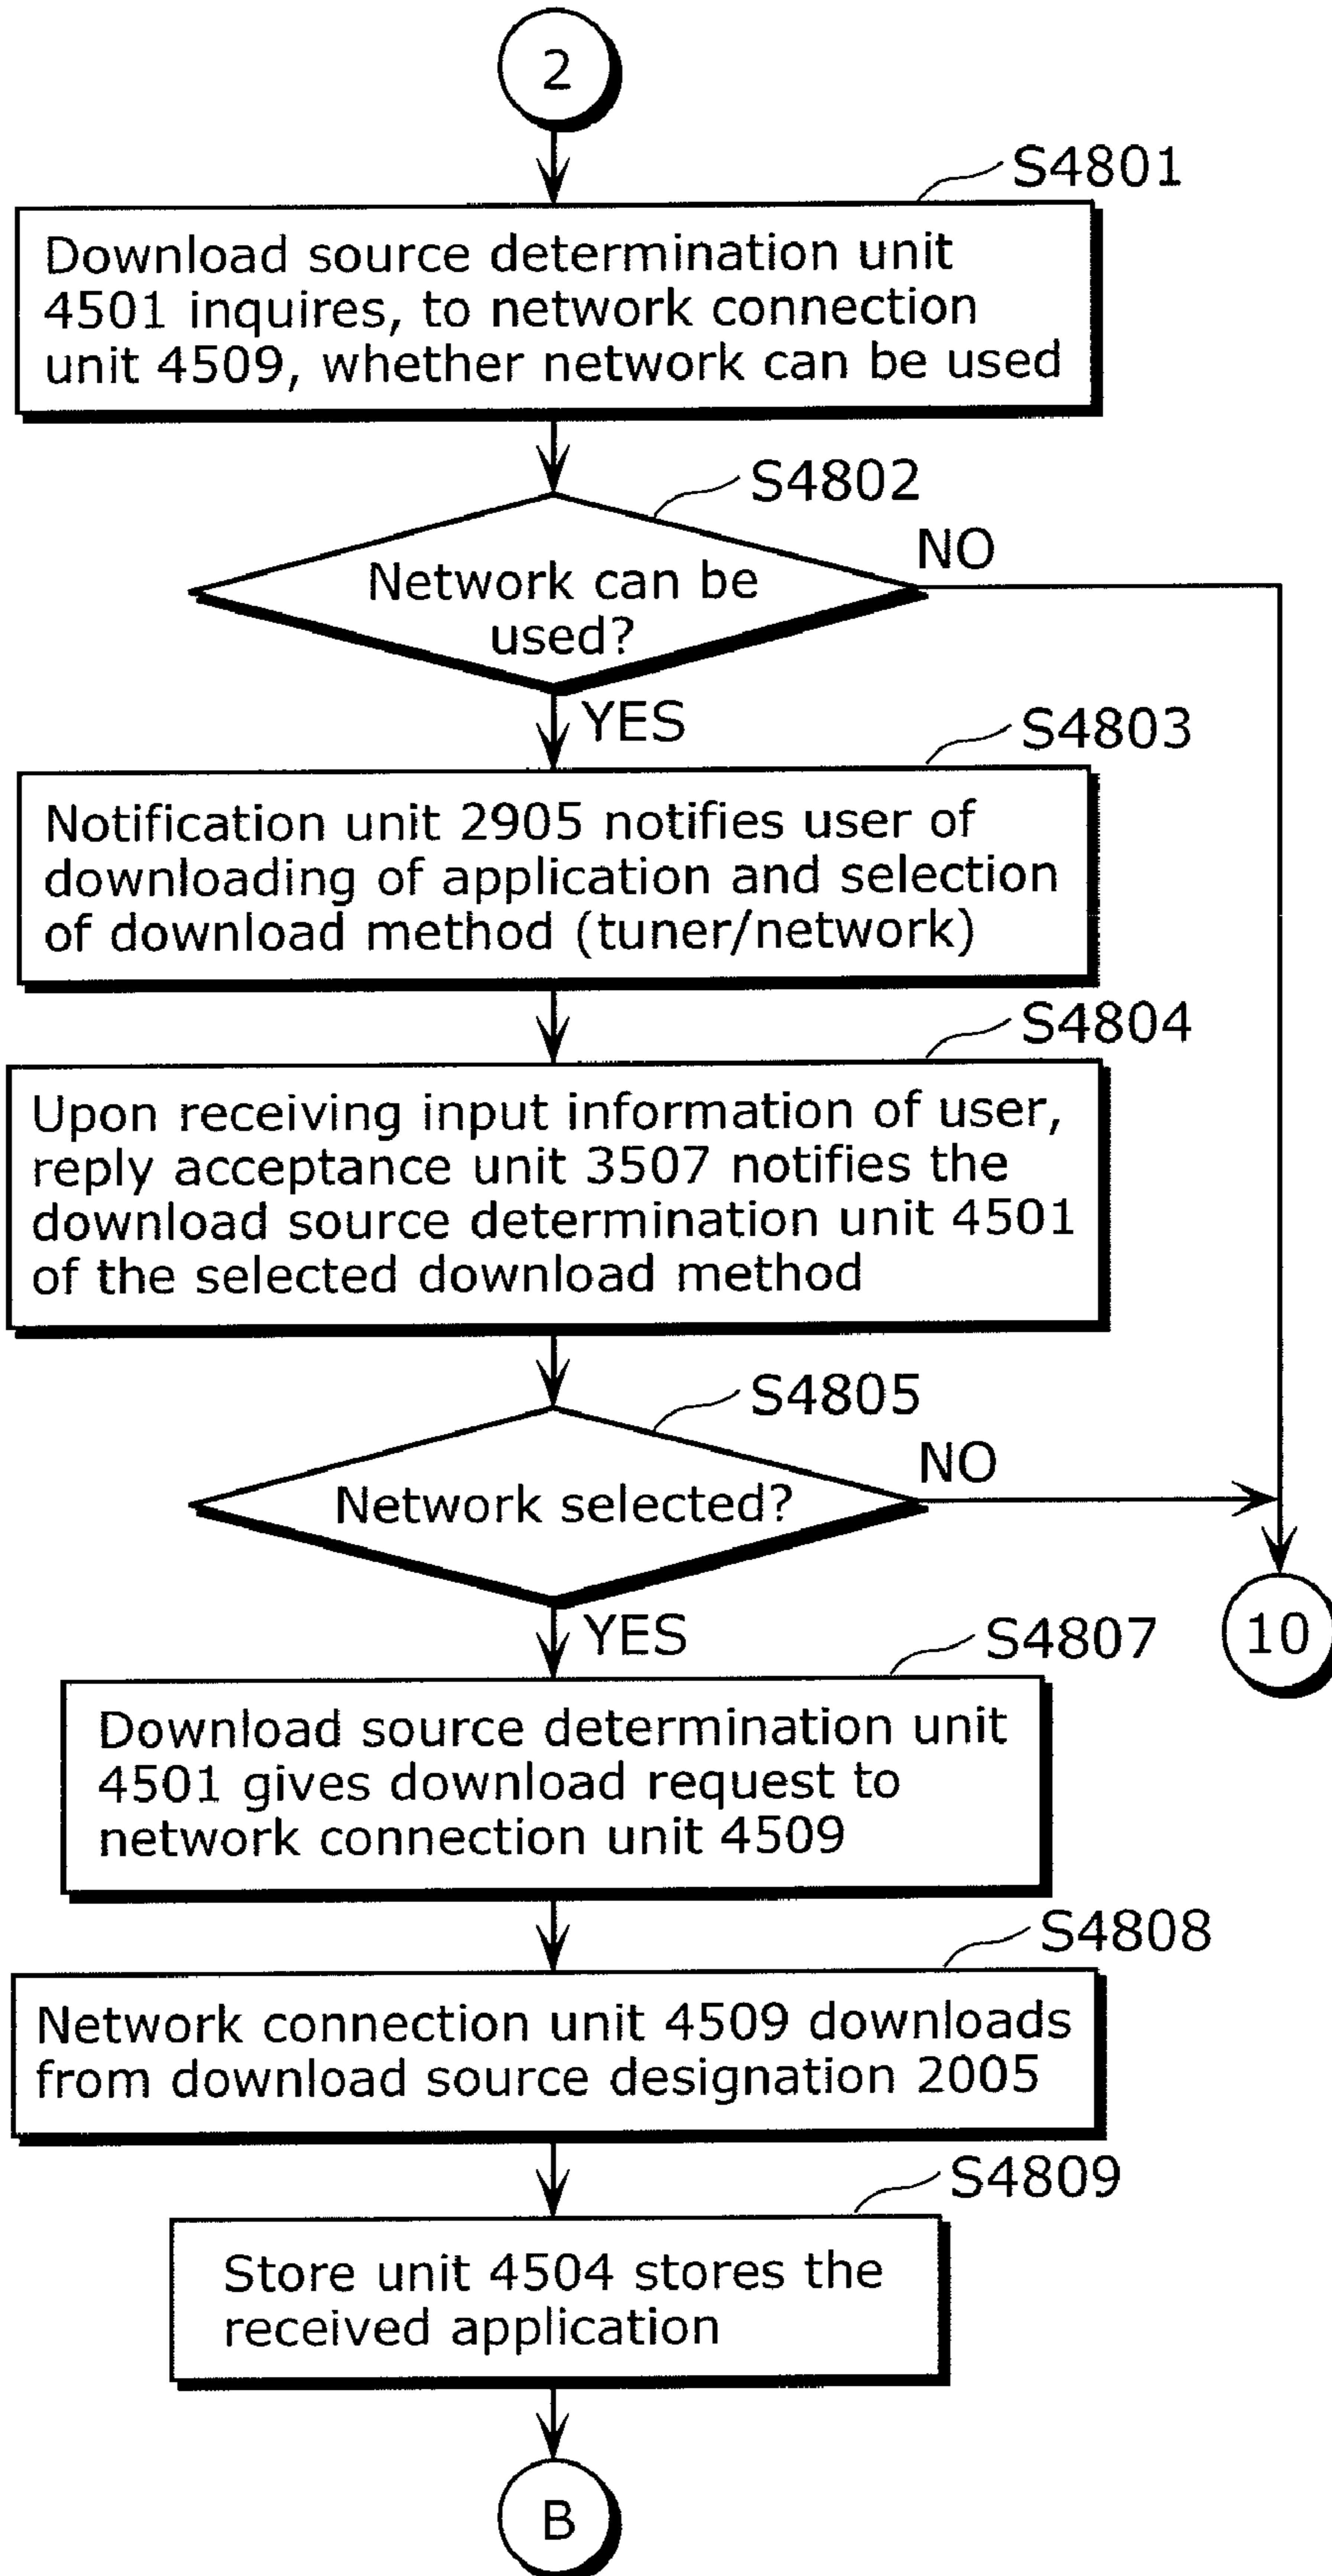 2
S4801
Download source determination unit
4501 inquires, to network connection
unit 4509, whether network can be used
S4802
NO
Network can be
used?
YES
S4803
Notification unit 2905 notifies user of
downloading of application and selection
of download method (tuner/network)
S4804
Upon receiving input information of user,
reply acceptance unit 3507 notifies the
download source determination unit 4501
of the selected download method
S4805
NO
Network selected?
YES
S4807
10
Download source determination unit
4501 gives download request to
network connection unit 4509
S4808
Network connection unit 4509 downloads
from download source designation 2005
S4809
Store unit 4504 stores the
received application
B